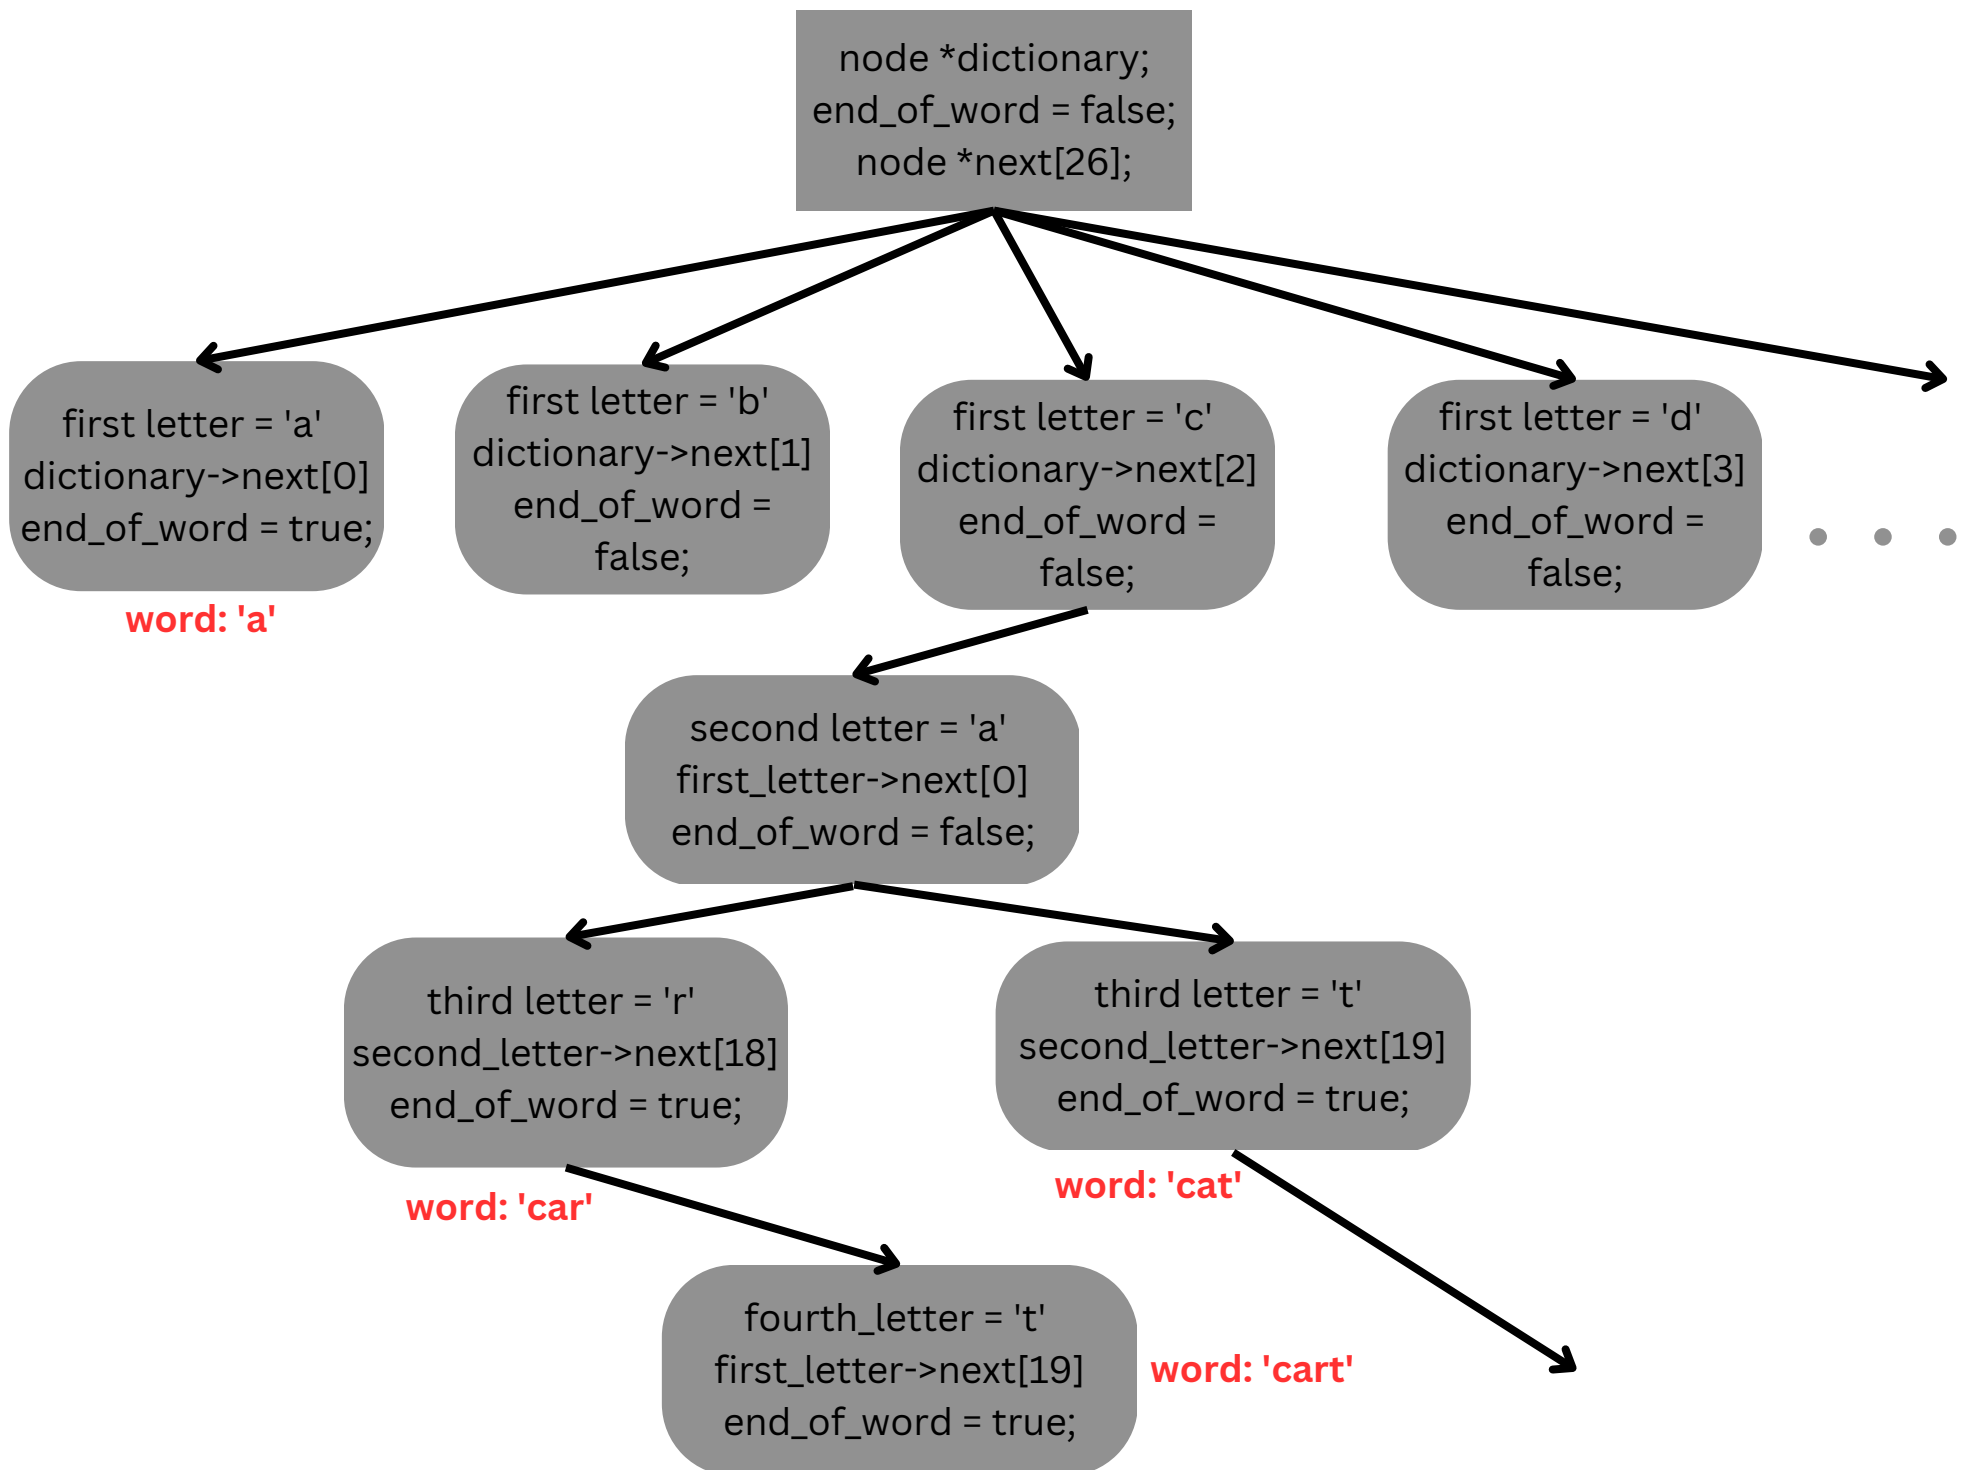 node *dictionary;
end_of_word = false;
node *next[26];
first letter = 'a'
dictionary->next[0]
end_of_word = true;
word: 'a'
first letter = 'b'
dictionary->next[1]
end_of_word =
false;
first letter = 'c'
dictionary->next[2]
end_of_word =
false;
first letter = 'd'
dictionary->next[3]
end_of_word =
false;
second letter = 'a'
first_letter->next[0]
end_of_word = false;
third letter = 'r'
second_letter->next[18]
end_of_word = true;
word: 'car'
third letter = 't'
second_letter->next[19]
end_of_word = true;
word: 'cat'
fourth_letter = 't'
first_letter->next[19]
end_of_word = true;
word: 'cart'